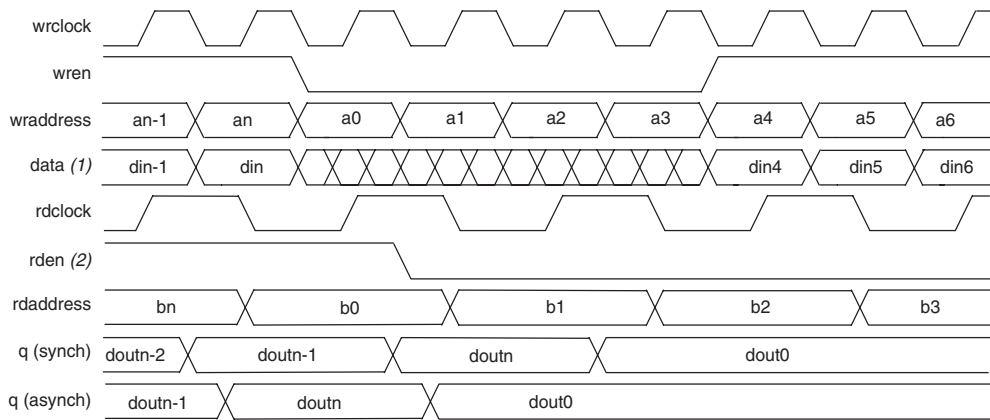 wrclock
wren
wraddress an-1 an a0 a1 a2 a3 a4 a5 a6
data (1) din-1 din din4 din5 din6
rdclock
rden (2)
rdaddress bn b0 b1 b2 b3
q (synch) doutn-2 doutn-1 doutn dout0
q (asynch) doutn-1 doutn dout0